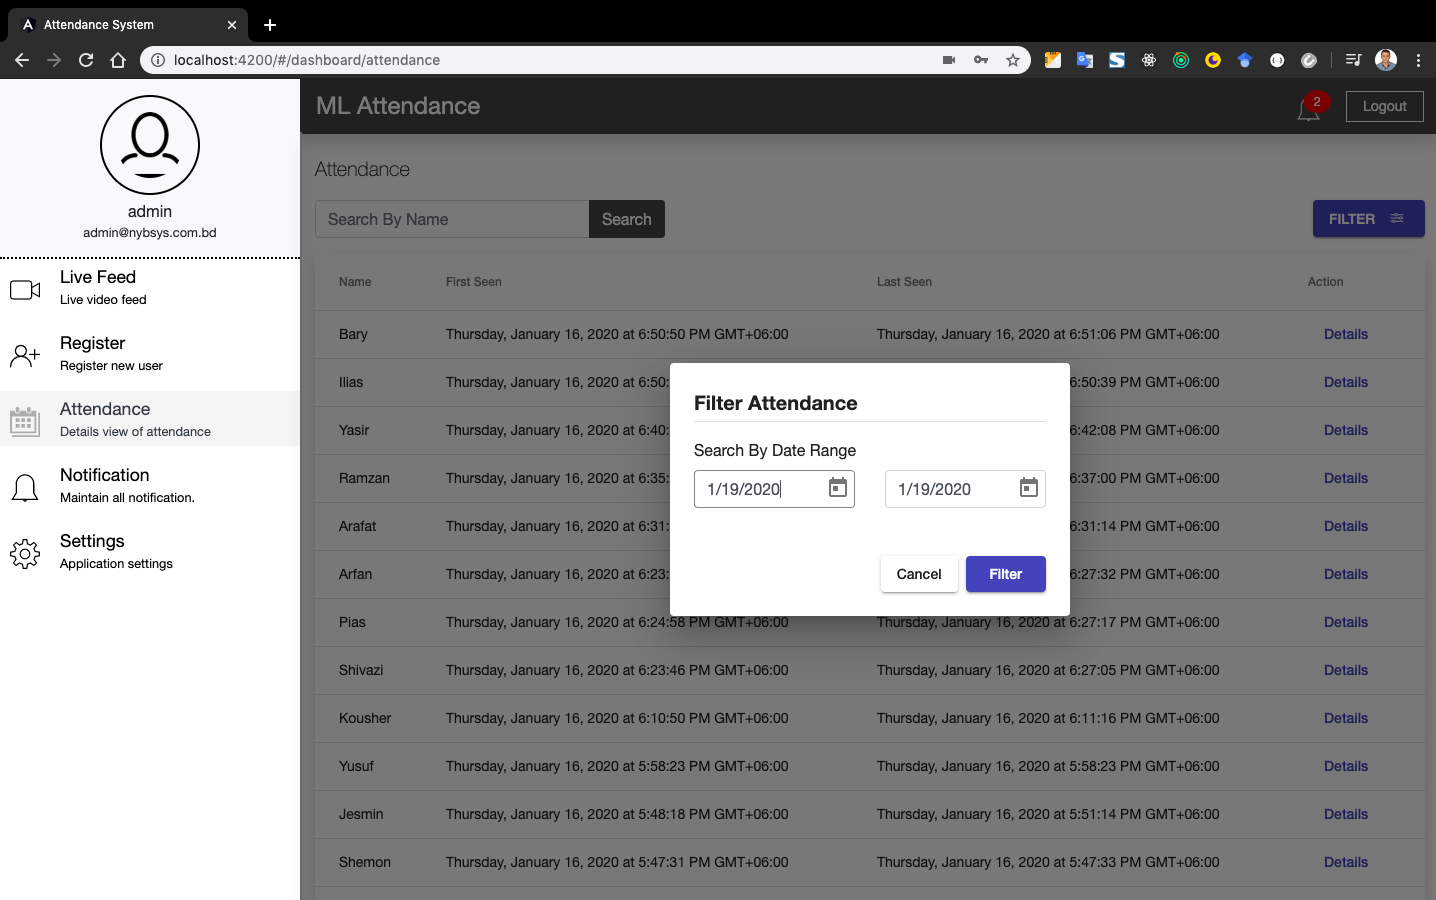 Attendance System
localhost:4200/#/dashboard/attendance
admin
admin@nybsys.com.bd
Live Feed
Live video feed
Register
Register new user
Attendance
Details view of attendance
Notification
Maintain all notification.
Settings
Application settings
ML Attendance
2
Logout
Attendance
Search By Name
Search
FILTER
Name First Seen Last Seen Action
Bary Thursday, January 16, 2020 at 6:50:50 PM GMT+06:00 Thursday, January 16, 2020 at 6:51:06 PM GMT+06:00 Details
Ilias Thursday, January 16, 2020 at 6:50: 6:50:39 PM GMT+06:00 Details
Yasir Thursday, January 16, 2020 at 6:40: 6:42:08 PM GMT+06:00 Details
Ramzan Thursday, January 16, 2020 at 6:35: 6:37:00 PM GMT+06:00 Details
Arafat Thursday, January 16, 2020 at 6:31: 6:31:14 PM GMT+06:00 Details
Arfan Thursday, January 16, 2020 at 6:23: 6:27:32 PM GMT+06:00 Details
Pias Thursday, January 16, 2020 at 6:24:58 PM GMT+06:00 Thursday, January 16, 2020 at 6:27:17 PM GMT+06:00 Details
Shivazi Thursday, January 16, 2020 at 6:23:46 PM GMT+06:00 Thursday, January 16, 2020 at 6:27:05 PM GMT+06:00 Details
Kousher Thursday, January 16, 2020 at 6:10:50 PM GMT+06:00 Thursday, January 16, 2020 at 6:11:16 PM GMT+06:00 Details
Yusuf Thursday, January 16, 2020 at 5:58:23 PM GMT+06:00 Thursday, January 16, 2020 at 5:58:23 PM GMT+06:00 Details
Jesmin Thursday, January 16, 2020 at 5:48:18 PM GMT+06:00 Thursday, January 16, 2020 at 5:51:14 PM GMT+06:00 Details
Shemon Thursday, January 16, 2020 at 5:47:31 PM GMT+06:00 Thursday, January 16, 2020 at 5:47:33 PM GMT+06:00 Details
Filter Attendance
Search By Date Range
1/19/2020 1/19/2020
Cancel Filter